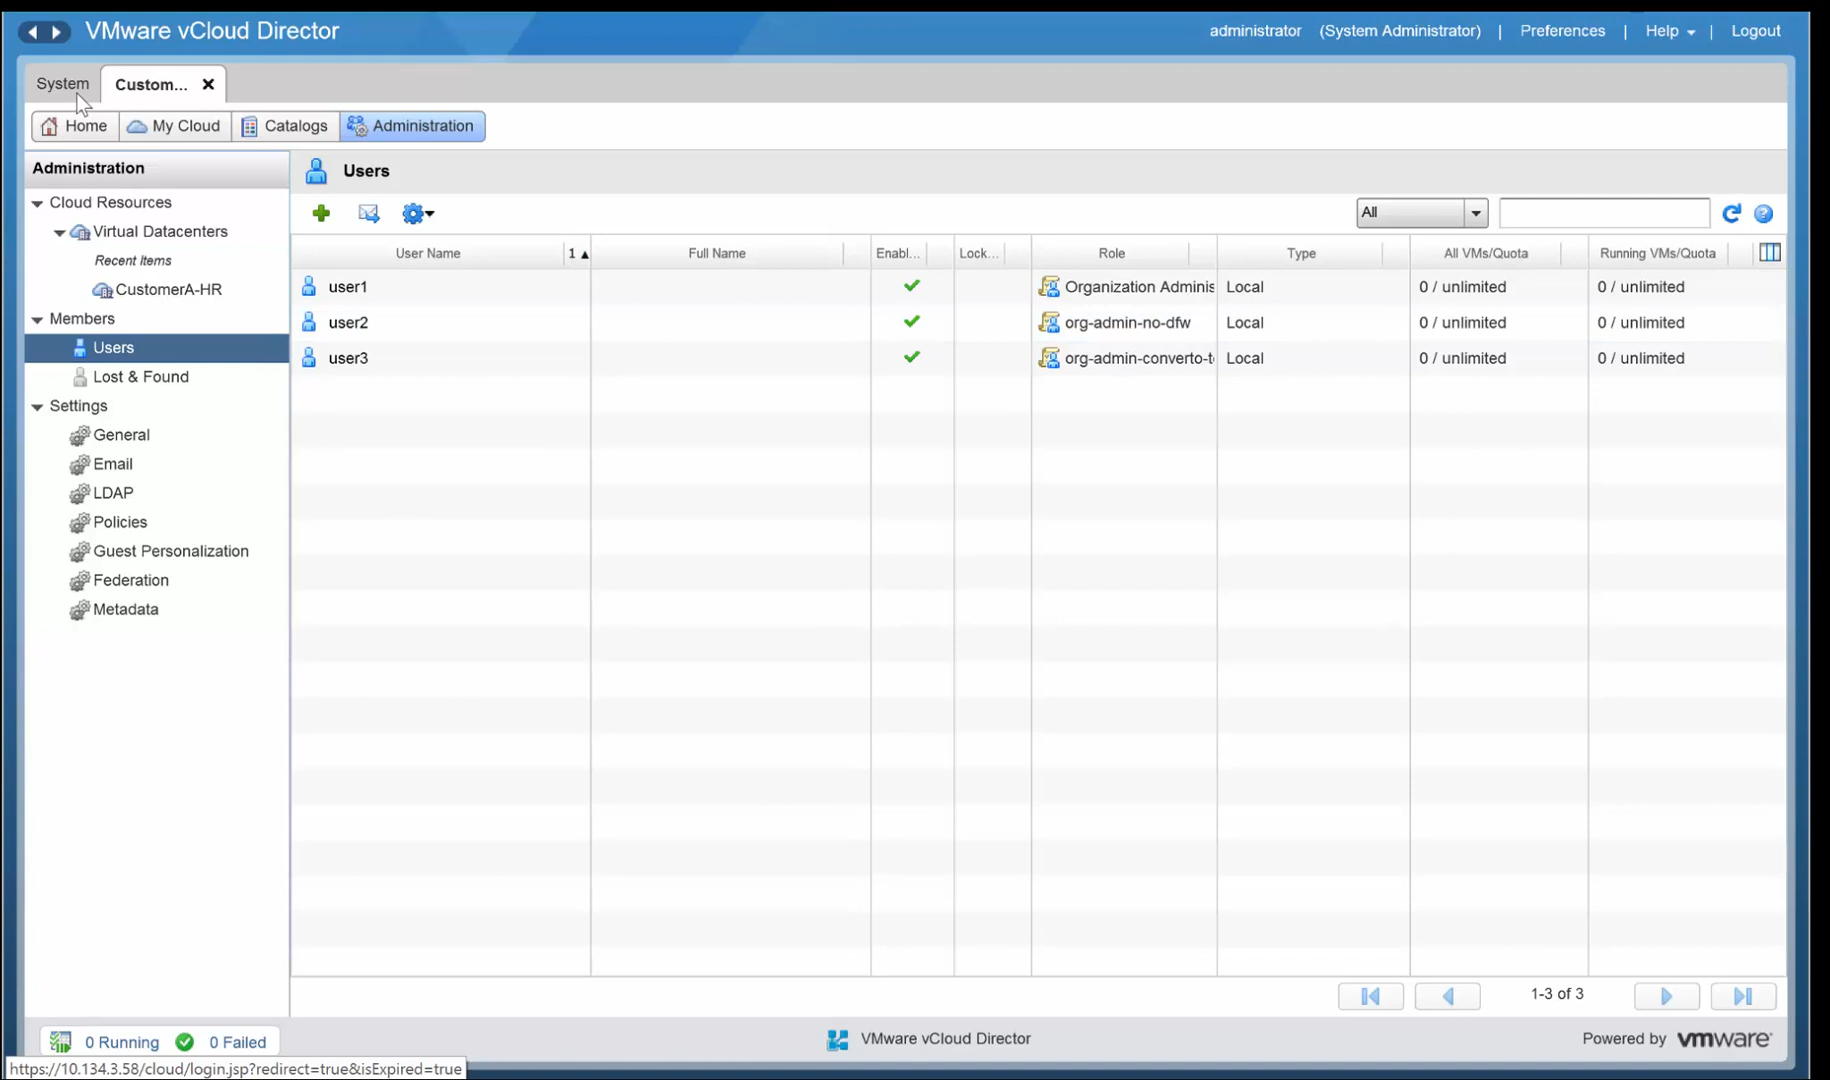 VMware vCloud Director
administrator (System Administrator) | Preferences | Help | Logout
System Custom...
Home My Cloud Catalogs Administration
Administration
Cloud Resources
Virtual Datacenters
Recent Items
CustomerA-HR
Members
Users
Lost & Found
Settings
General
Email
LDAP
Policies
Guest Personalization
Federation
Metadata
Users
All
User Name 1 Full Name Enabl... Lock... Role Type All VMs/Quota Running VMs/Quota
user1 Organization Adminis Local 0 / unlimited 0 / unlimited
user2 org-admin-no-dfw Local 0 / unlimited 0 / unlimited
user3 org-admin-converto-t Local 0 / unlimited 0 / unlimited
1-3 of 3
0 Running 0 Failed
VMware vCloud Director
Powered by vmware
https://10.134.3.58/cloud/login.jsp?redirect=true&isExpired=true